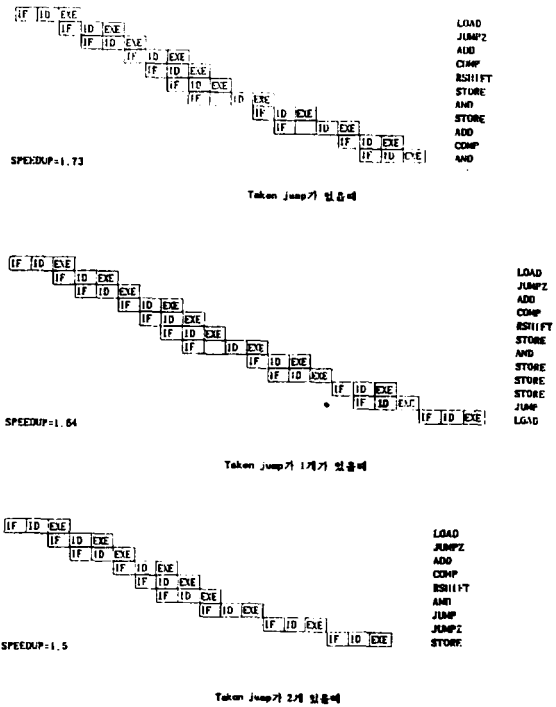 IF ID EXE LOAD
IF ID EXE JUMPZ
IF ID EXE ADD
IF ID EXE COMP
IF ID EXE RSHIFT
IF ID EXE STORE
IF ID EXE AND
IF ID EXE STORE
IF ID EXE ADD
IF ID EXE COMP
IF ID EXE AND
SPEEDUP=1.73
Taken jump가 없을때
IF ID EXE LOAD
IF ID EXE JUMPZ
IF ID EXE ADD
IF ID EXE COMP
IF ID EXE RSHIFT
IF ID EXE STORE
IF ID EXE AND
IF ID EXE STORE
IF ID EXE STORE
IF ID EXE STORE
IF ID EXE JUMP
IF ID EXE LOAD
SPEEDUP=1.64
Taken jump가 1개가 있을때
IF ID EXE LOAD
IF ID EXE JUMPZ
IF ID EXE ADD
IF ID EXE COMP
IF ID EXE RSHIFT
IF ID EXE AND
IF ID EXE JUMP
IF ID EXE JUMPZ
IF ID EXE STORE
SPEEDUP=1.5
Taken jump가 2개 있을때